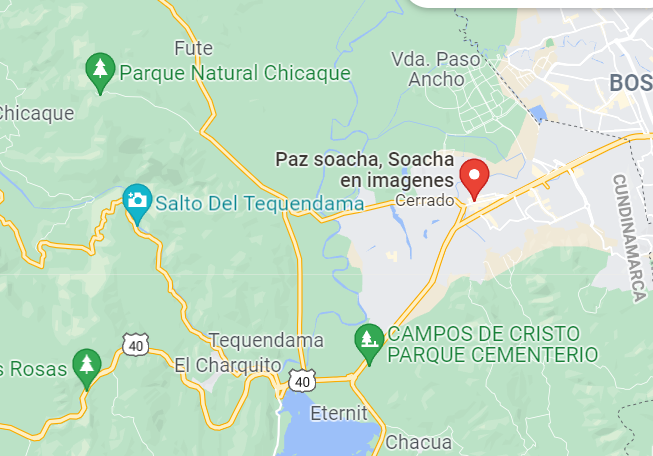 Fute
Parque Natural Chicaque
Vda. Paso
Ancho
BOS
Chicaque
Paz soacha, Soacha
en imagenes
Cerrado
Salto Del Tequendama
CUNDINAMARCA
CAMPOS DE CRISTO
PARQUE CEMENTERIO
Tequendama
40
El Charquito
s Rosas
40
Eternit
Chacua